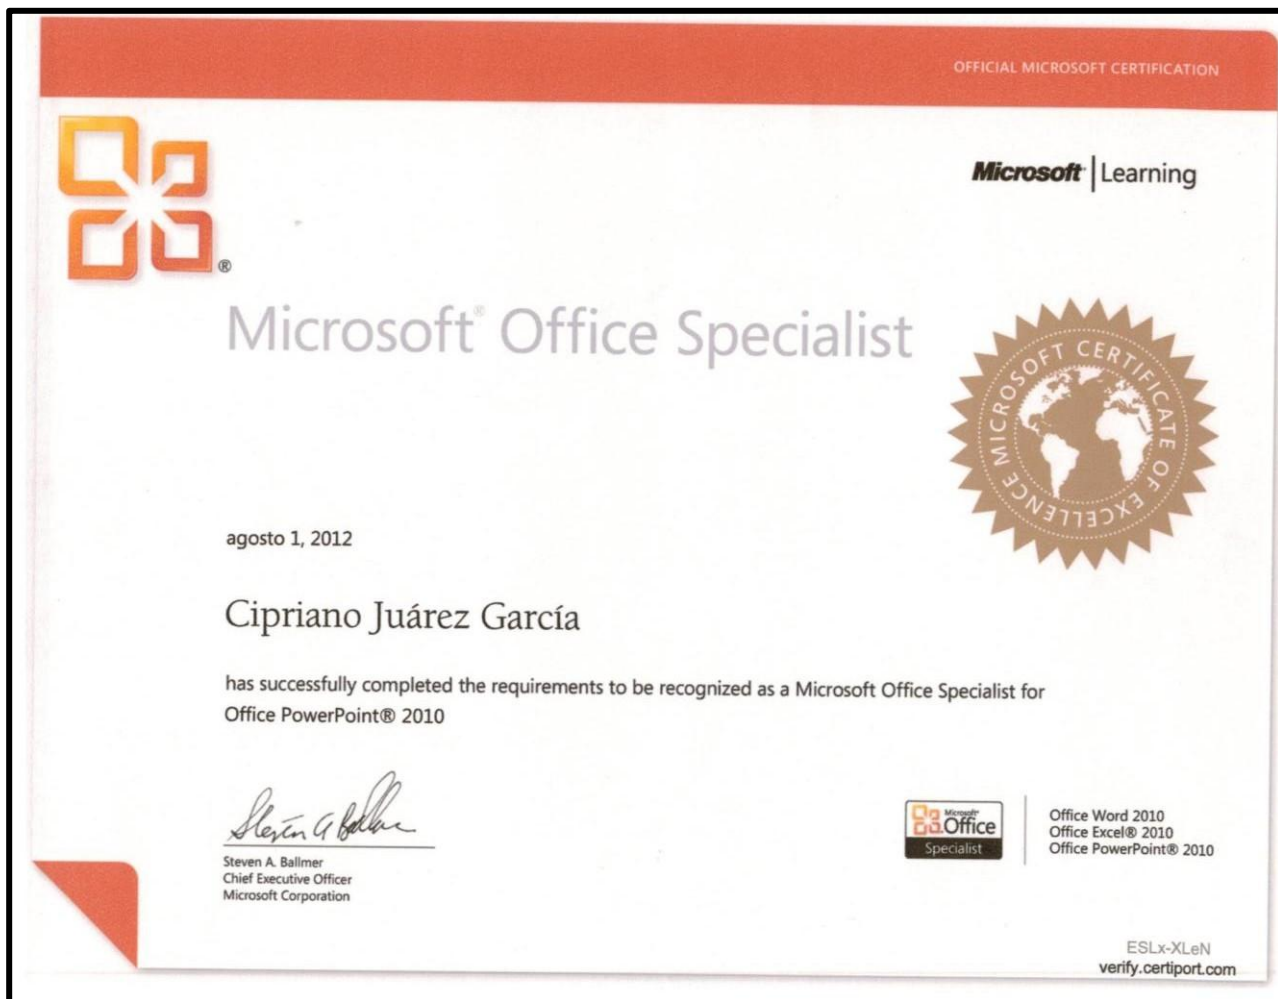 OFFICIAL MICROSOFT CERTIFICATION
Microsoft | Learning
®
Microsoft® Office Specialist
MICROSOFT CERTIFICATE OF EXCELLENCE
agosto 1, 2012
Cipriano Juárez García
has successfully completed the requirements to be recognized as a Microsoft Office Specialist for
Office PowerPoint® 2010
Steven A Ballmer
Steven A. Ballmer
Chief Executive Officer
Microsoft Corporation
Microsoft®
Office
Specialist
Office Word 2010
Office Excel® 2010
Office PowerPoint® 2010
ESLx-XLeN
verify.certiport.com